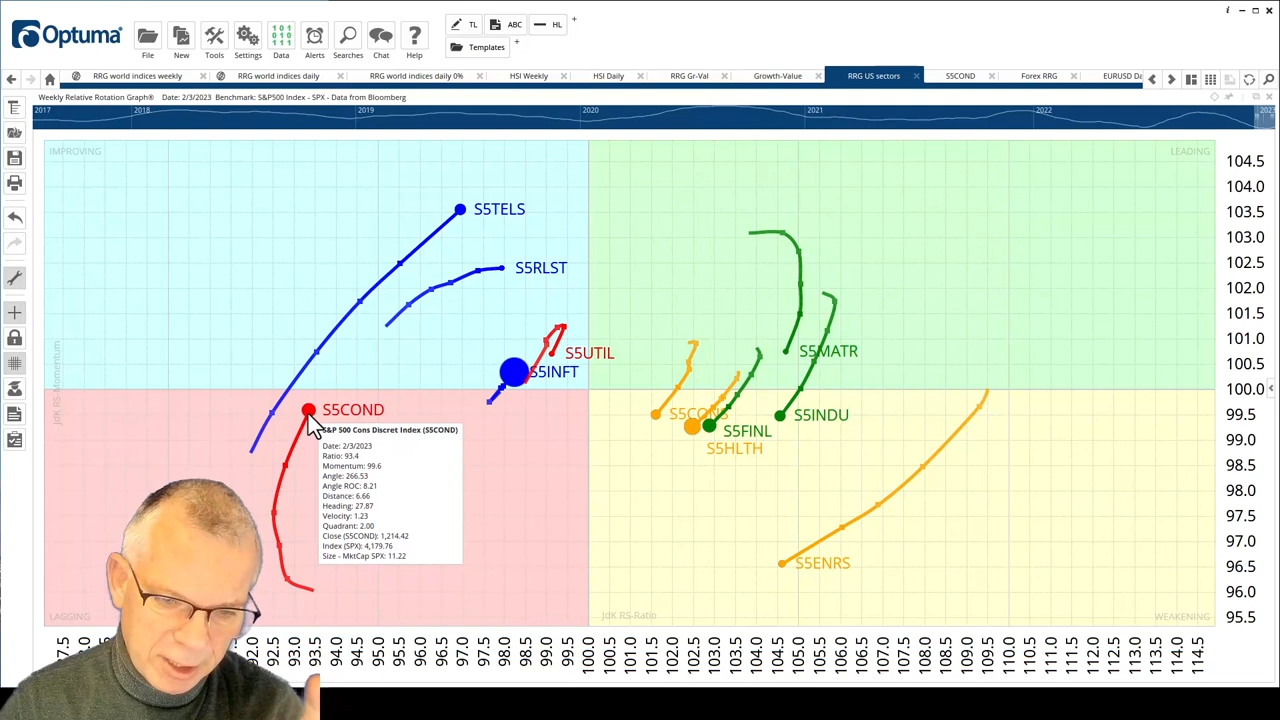 Optuma
File
New
Tools
Settings
Data
Alerts
Searches
Chat
Help
TL
ABC
HL
Templates
RRG world indices weekly
RRG world indices daily
RRG world indices daily 0%
HSI Weekly
HSI Daily
RRG Gr-Val
Growth-Value
RRG US sectors
S5COND
Forex RRG
EURUSD Da
Weekly Relative Rotation Graph® Date: 2/3/2023 Benchmark: S&P500 Index - SPX - Data from Bloomberg
2017
2018
2019
2020
2021
2022
IMPROVING
LEADING
LAGGING
WEAKENING
JdK RS-Momentum
JdK RS-Ratio
S5TELS
S5RLST
S5UTIL
S5INFT
S5COND
S5MATR
S5CONS
S5INDU
S5FINL
S5HLTH
S5ENRS
S&P 500 Cons Discret Index (S5COND)
Date: 2/3/2023
Ratio: 93.4
Momentum: 99.6
Angle: 266.53
Angle ROC: 8.21
Distance: 6.66
Heading: 27.87
Velocity: 1.23
Quadrant: 2.00
Close (S5COND): 1,214.42
Index (SPX): 4,179.76
Size - MktCap SPX: 11.22
104.5
104.0
103.5
103.0
102.5
102.0
101.5
101.0
100.5
100.0
99.5
99.0
98.5
98.0
97.5
97.0
96.5
96.0
95.5
92.0
92.5
93.0
93.5
94.0
94.5
95.0
95.5
96.0
96.5
97.0
97.5
98.0
98.5
99.0
99.5
100.0
101.0
101.5
102.0
102.5
103.0
103.5
104.0
104.5
105.0
105.5
106.0
106.5
107.0
107.5
108.0
108.5
109.0
109.5
110.0
111.0
111.5
112.0
112.5
113.0
113.5
114.0
114.5